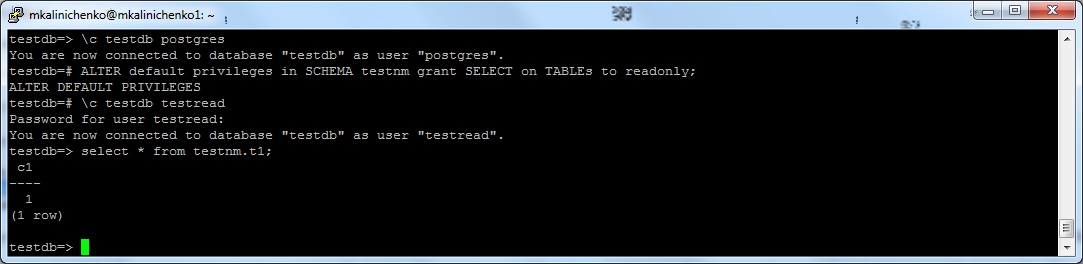 mkalinichenko@mkalinichenko1: ~
testdb=> \c testdb postgres
You are now connected to database "testdb" as user "postgres".
testdb=# ALTER default privileges in SCHEMA testnm grant SELECT on TABLEs to readonly;
ALTER DEFAULT PRIVILEGES
testdb=# \c testdb testread
Password for user testread:
You are now connected to database "testdb" as user "testread".
testdb=> select * from testnm.t1;
 c1
----
  1
(1 row)
testdb=>